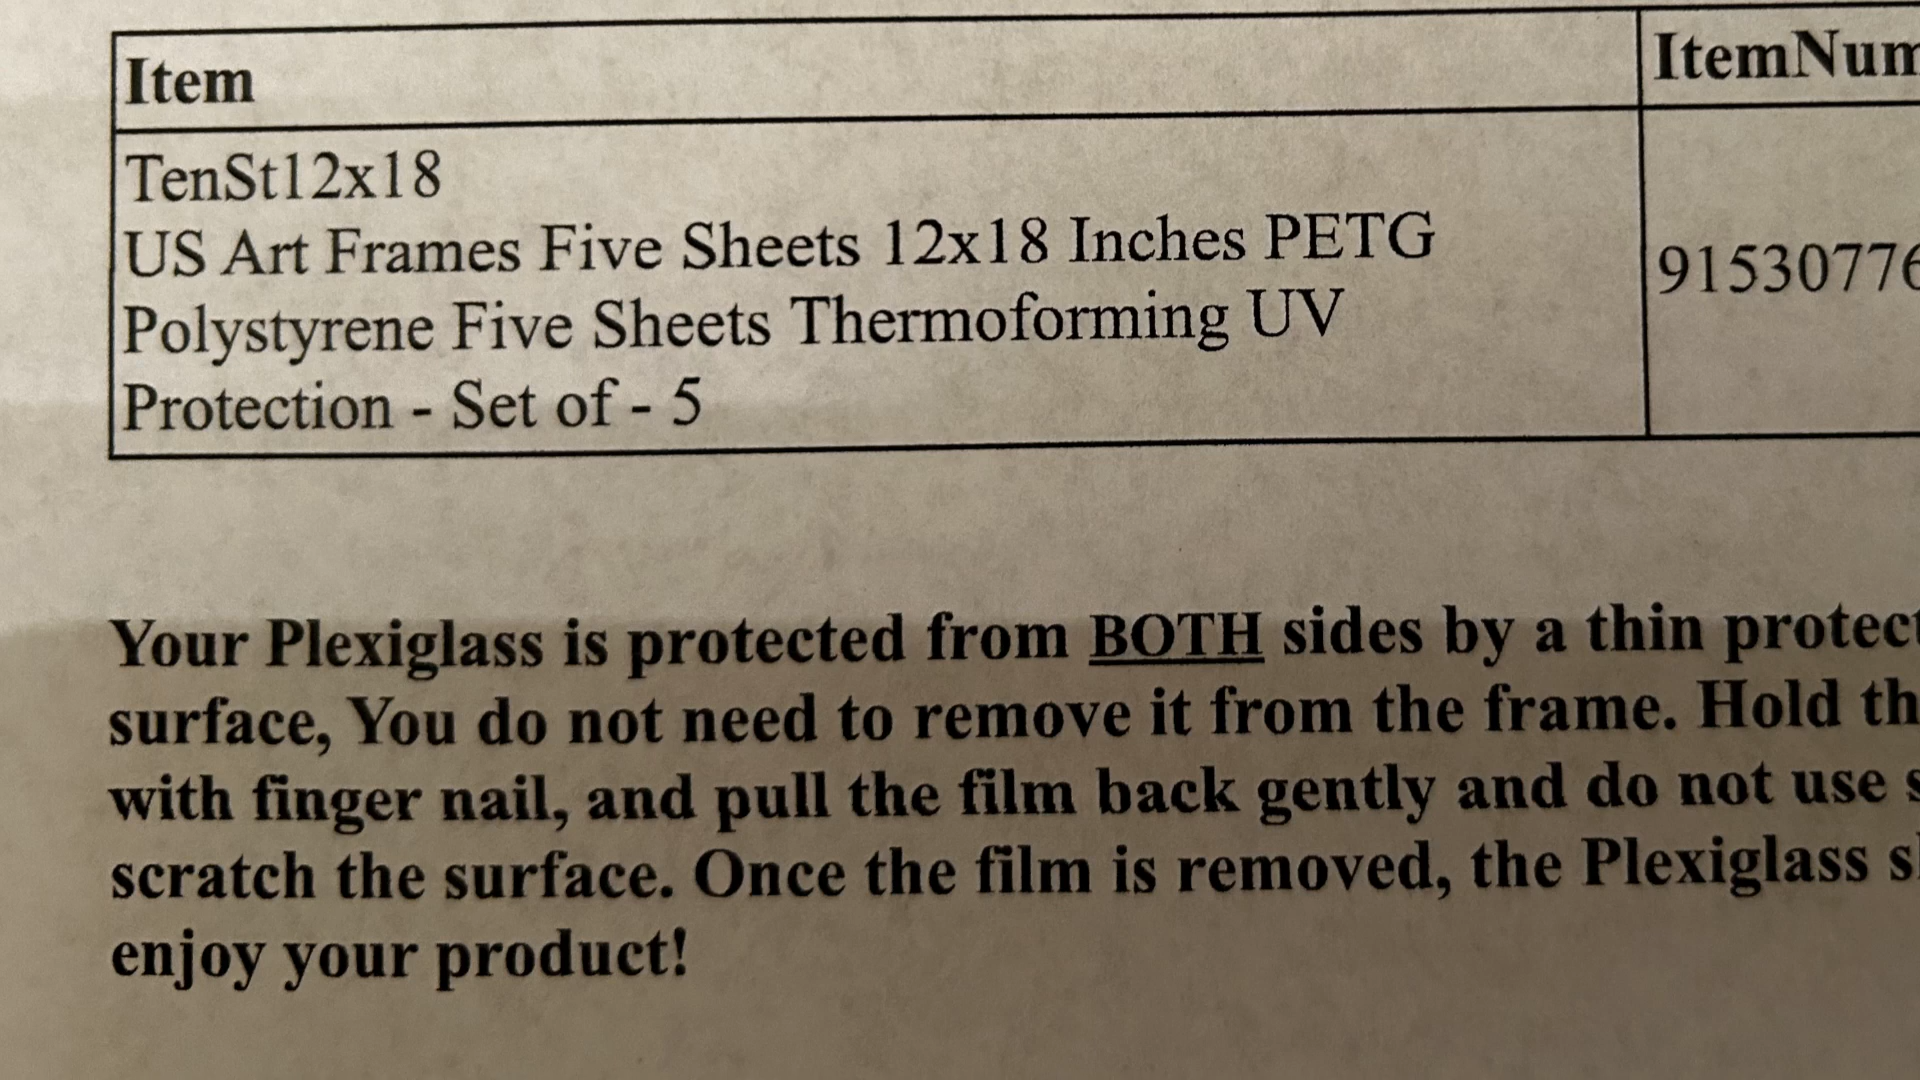 Item
ItemNum
TenSt12x18
US Art Frames Five Sheets 12x18 Inches PETG
Polystyrene Five Sheets Thermoforming UV
Protection - Set of - 5
9153077
Your Plexiglass is protected from BOTH sides by a thin protect
surface, You do not need to remove it from the frame. Hold th
with finger nail, and pull the film back gently and do not use s
scratch the surface. Once the film is removed, the Plexiglass s
enjoy your product!